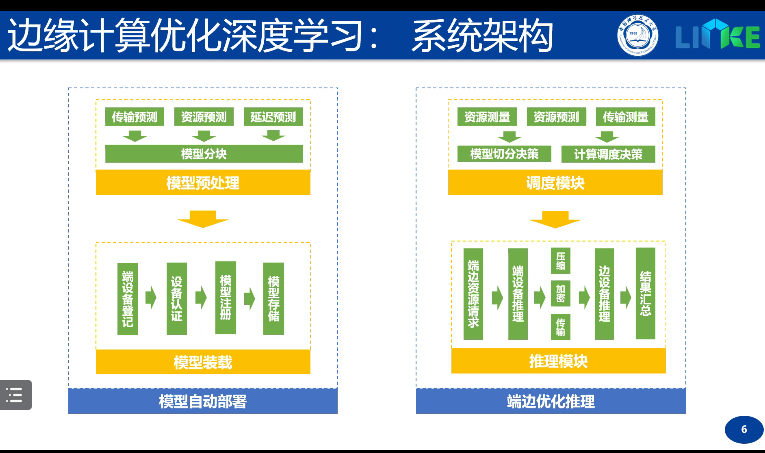 边缘计算优化深度学习： 系统架构
LINKE
传输预测 资源预测 延迟预测
模型分块
模型预处理
端设备登记
设备认证
模型注册
模型存储
模型装载
模型自动部署
资源测量 资源预测 传输测量
模型切分决策 计算调度决策
调度模块
端边资源请求
端设备推理
压缩
加密
传输
边设备推理
结果汇总
推理模块
端边优化推理
6